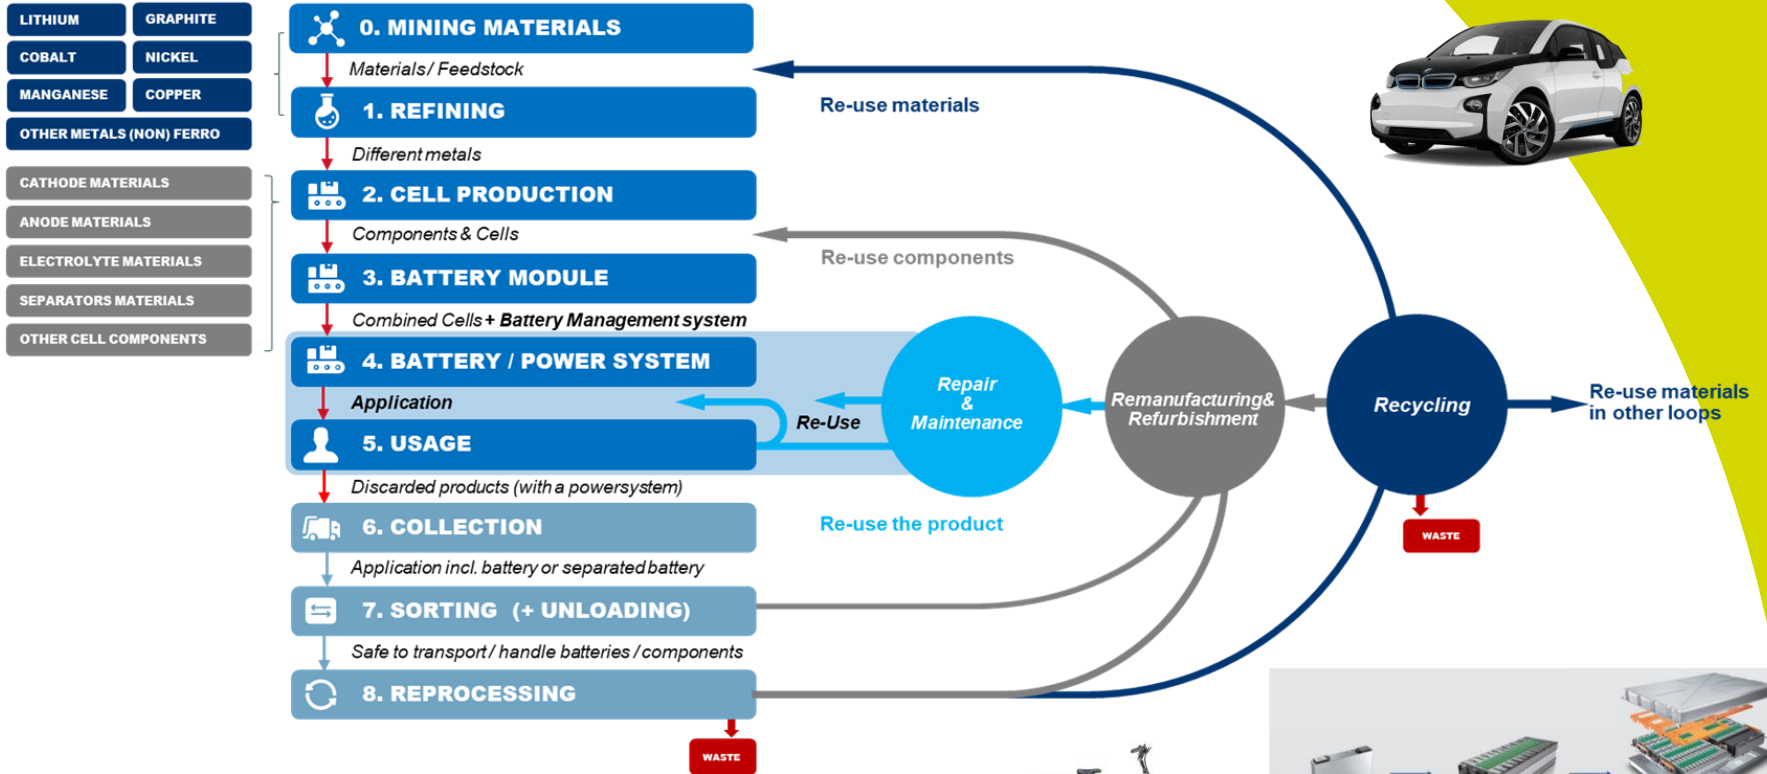 LITHIUM
GRAPHITE
COBALT
NICKEL
MANGANESE
COPPER
OTHER METALS (NON) FERRO
CATHODE MATERIALS
ANODE MATERIALS
ELECTROLYTE MATERIALS
SEPARATORS MATERIALS
OTHER CELL COMPONENTS
0. MINING MATERIALS
Materials / Feedstock
1. REFINING
Different metals
2. CELL PRODUCTION
Components & Cells
3. BATTERY MODULE
Combined Cells + Battery Management system
4. BATTERY / POWER SYSTEM
Application
5. USAGE
Discarded products (with a powersystem)
6. COLLECTION
Application incl. battery or separated battery
7. SORTING (+ UNLOADING)
Safe to transport / handle batteries / components
8. REPROCESSING
WASTE
Re-use materials
Re-use components
Re-Use
Re-use the product
Repair
&
Maintenance
Remanufacturing&
Refurbishment
Recycling
WASTE
Re-use materials
in other loops